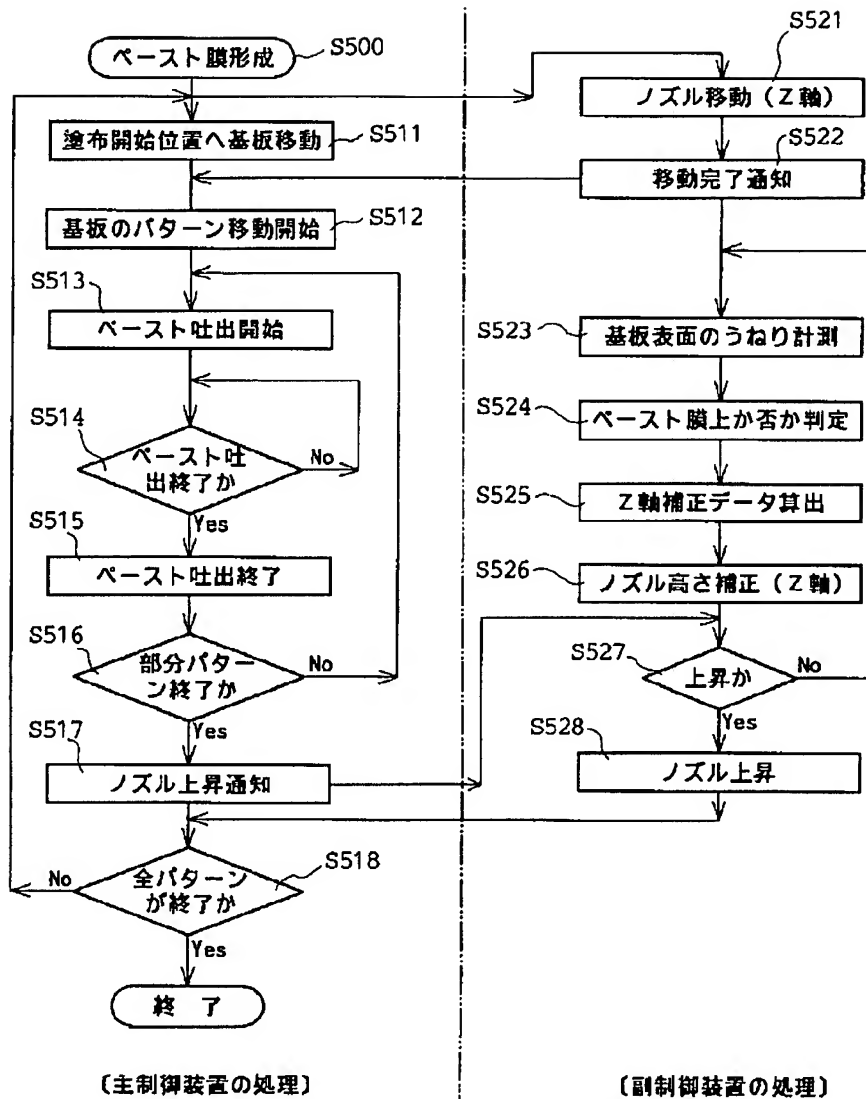 ペースト膜形成
S500
塗布開始位置へ基板移動
S511
基板のパターン移動開始
S512
S513
ペースト吐出開始
S514
ペースト吐
出終了か
No
Yes
S515
ペースト吐出終了
S516
部分パター
ン終了か
No
Yes
S517
ノズル上昇通知
S518
全パターン
が終了か
No
Yes
終 了
〔主制御装置の処理〕
S521
ノズル移動(Z軸)
S522
移動完了通知
S523
基板表面のうねり計測
S524
ペースト膜上か否か判定
S525
Z軸補正データ算出
S526
ノズル高さ補正(Z軸)
S527
上昇か
No
Yes
S528
ノズル上昇
〔副制御装置の処理〕